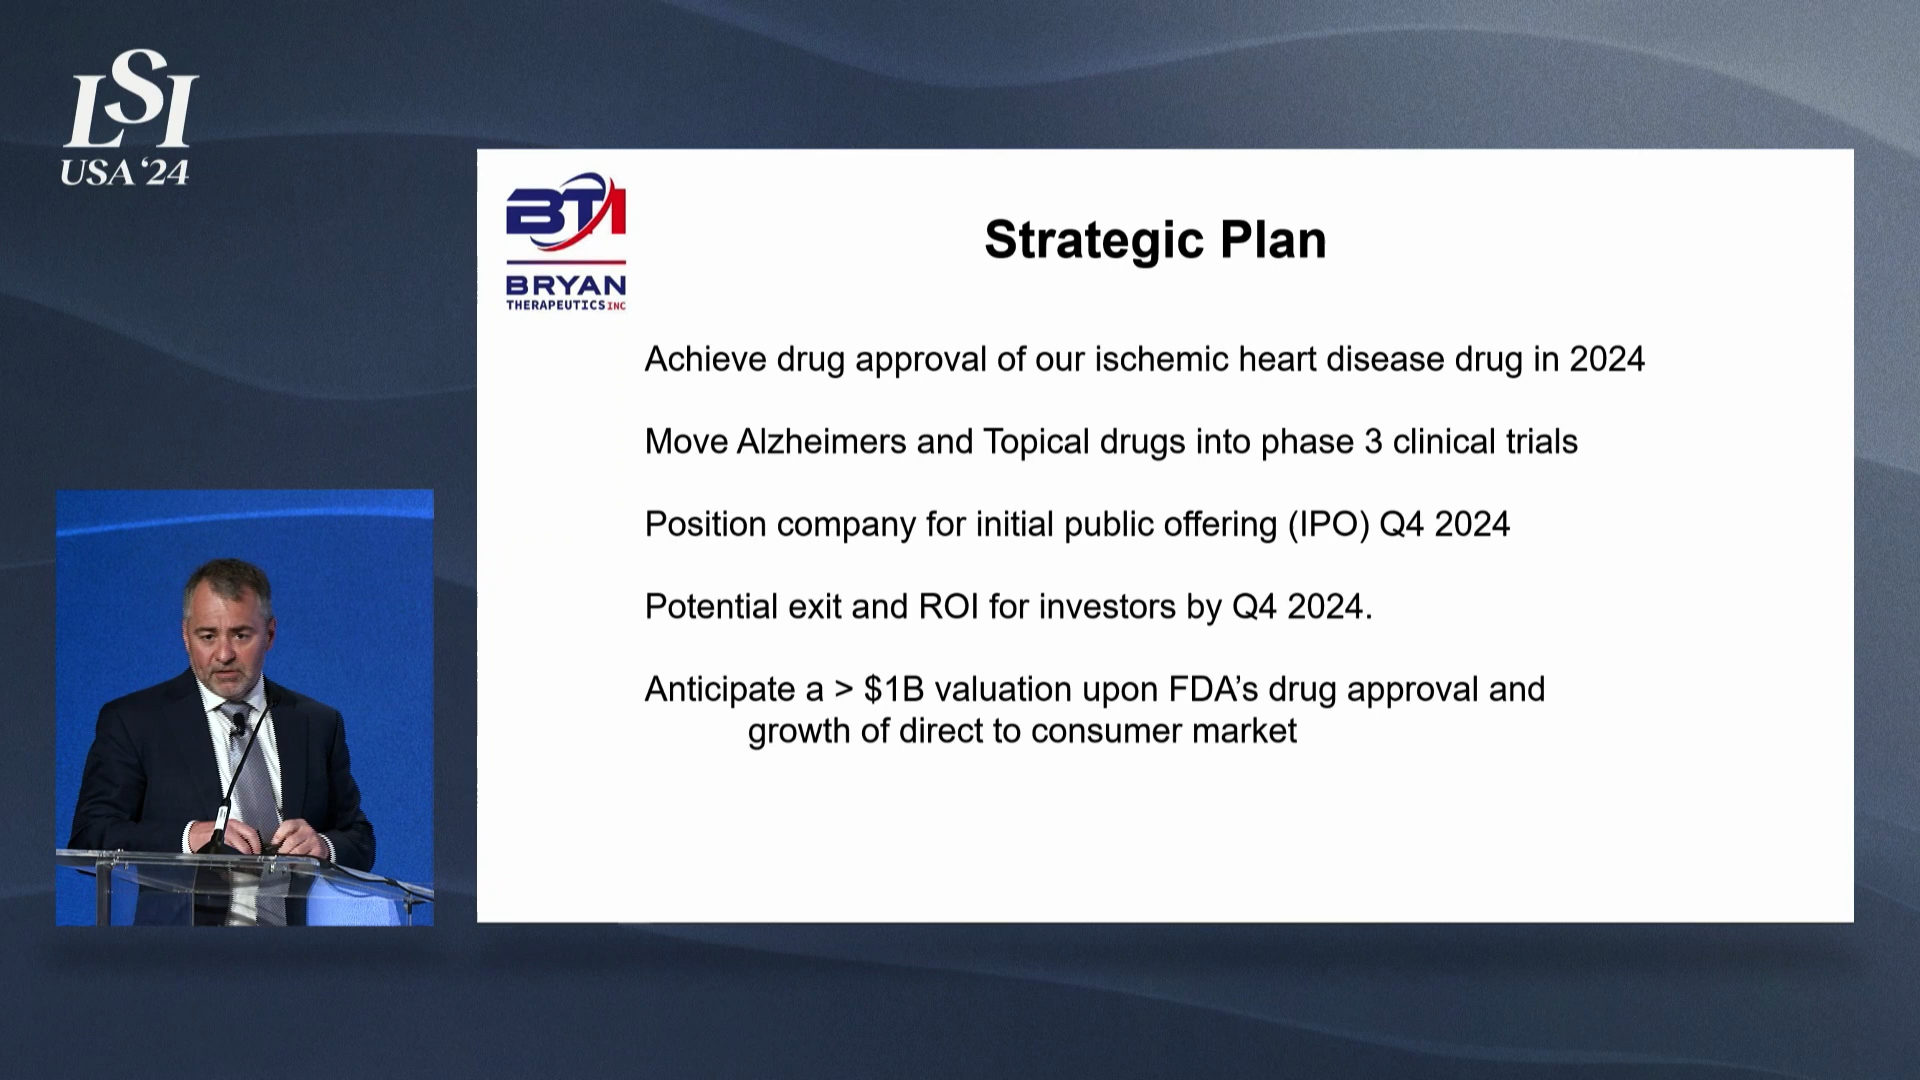 LSI
USA '24
BTI
BRYAN
THERAPEUTICS INC
Strategic Plan
Achieve drug approval of our ischemic heart disease drug in 2024
Move Alzheimers and Topical drugs into phase 3 clinical trials
Position company for initial public offering (IPO) Q4 2024
Potential exit and ROI for investors by Q4 2024.
Anticipate a > $1B valuation upon FDA’s drug approval and
growth of direct to consumer market